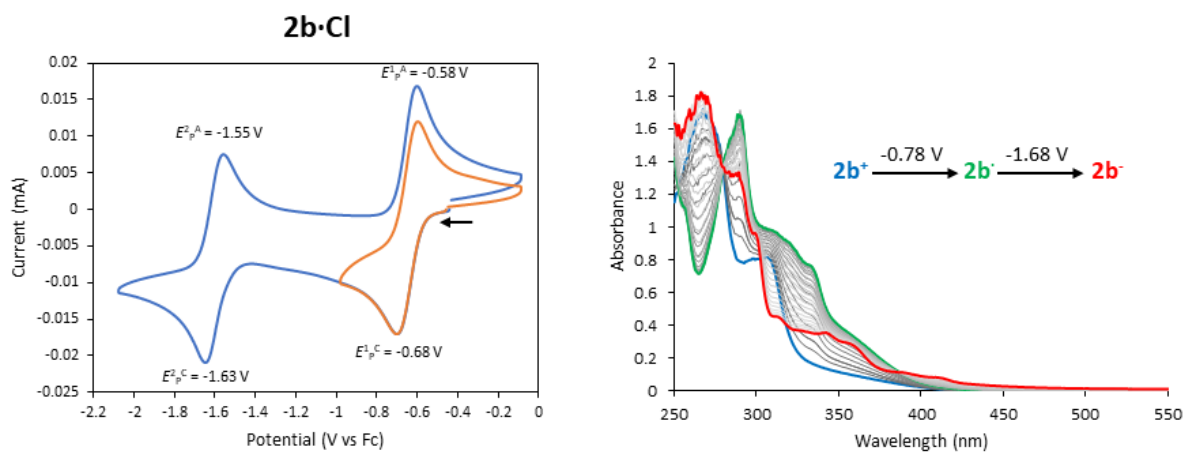 2b·Cl
0.02
0.015
0.01
0.005
0
-0.005
-0.01
-0.015
-0.02
-0.025
Current (mA)
E¹ₚᴬ = -0.58 V
E²ₚᴬ = -1.55 V
E¹ₚᶜ = -0.68 V
E²ₚᶜ = -1.63 V
-2.2 -2 -1.8 -1.6 -1.4 -1.2 -1 -0.8 -0.6 -0.4 -0.2 0
Potential (V vs Fc)
2
1.8
1.6
1.4
1.2
1
0.8
0.6
0.4
0.2
0
Absorbance
2b⁺ -0.78 V 2b· -1.68 V 2b⁻
250 300 350 400 450 500 550
Wavelength (nm)